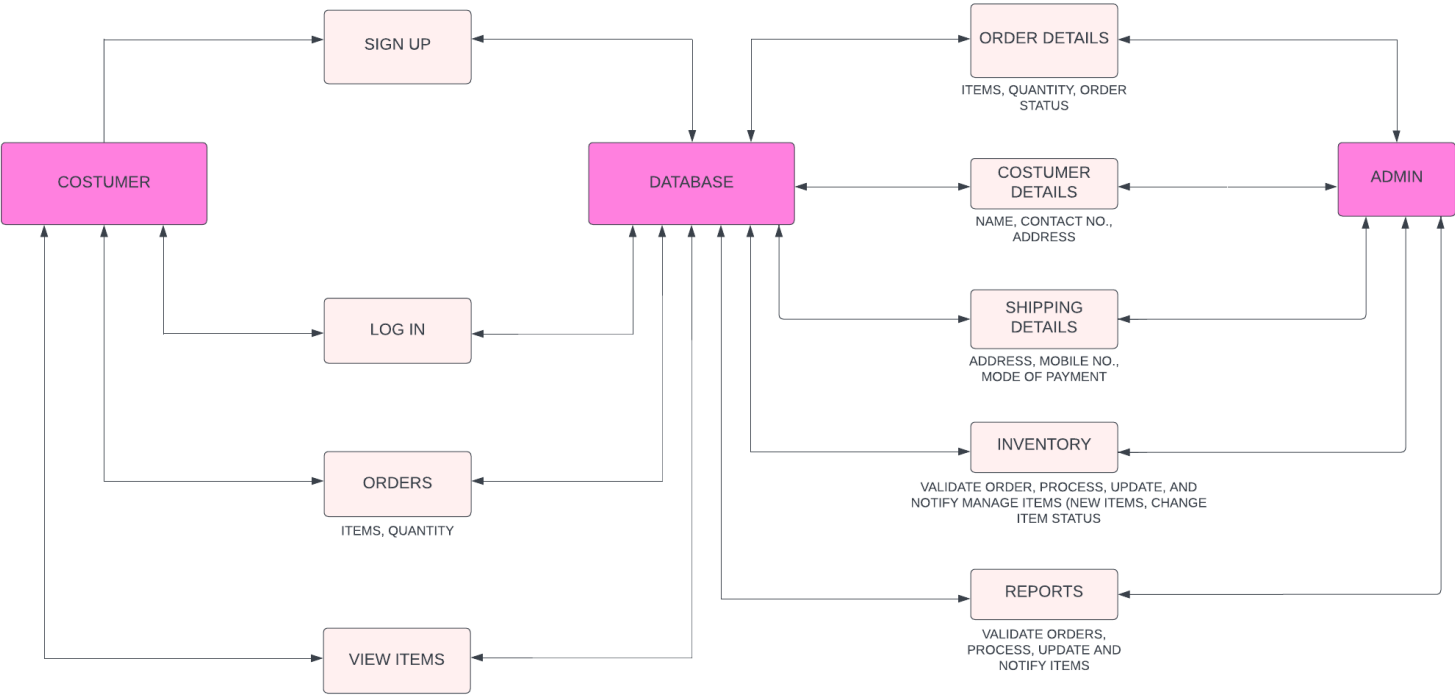 SIGN UP
ORDER DETAILS
ITEMS, QUANTITY, ORDER
STATUS
COSTUMER
DATABASE
COSTUMER
DETAILS
ADMIN
NAME, CONTACT NO.,
ADDRESS
LOG IN
SHIPPING
DETAILS
ADDRESS, MOBILE NO.,
MODE OF PAYMENT
ORDERS
ITEMS, QUANTITY
INVENTORY
VALIDATE ORDER, PROCESS, UPDATE, AND
NOTIFY MANAGE ITEMS (NEW ITEMS, CHANGE
ITEM STATUS
REPORTS
VALIDATE ORDERS,
PROCESS, UPDATE AND
NOTIFY ITEMS
VIEW ITEMS